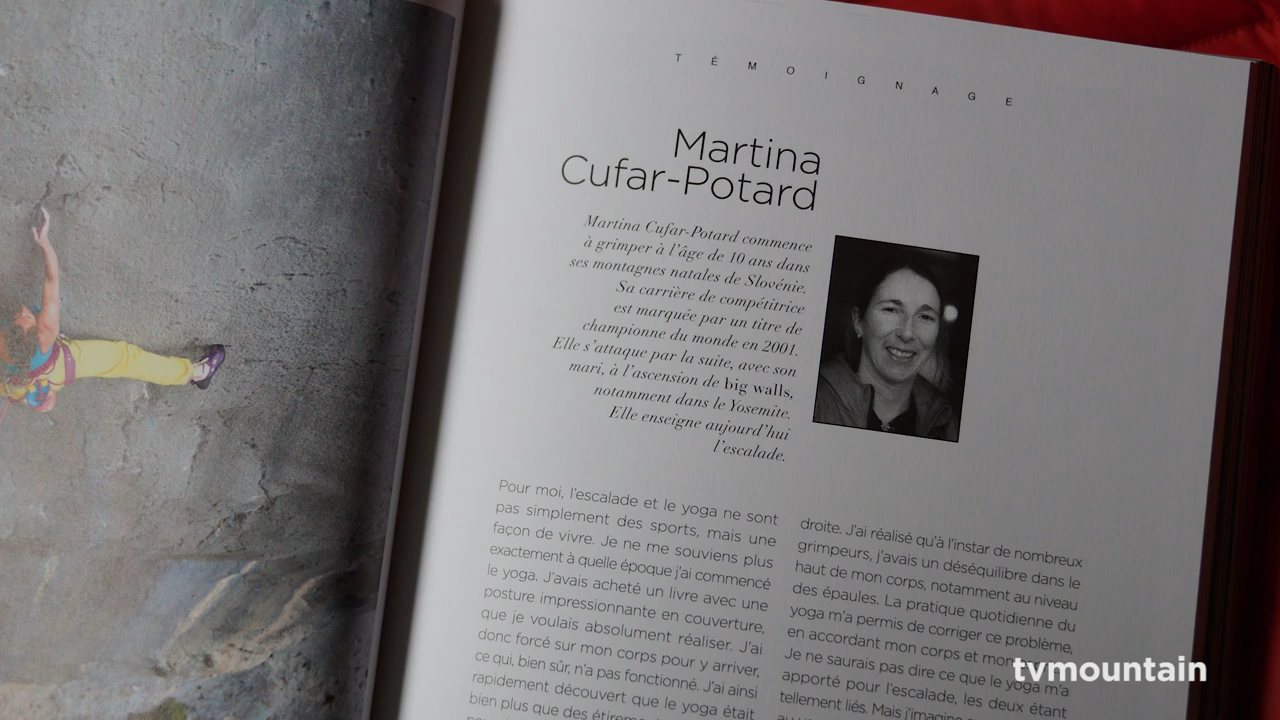 TÉMOIGNAGE
Martina
Cufar-Potard
Martina Cufar-Potard commence
à grimper à l'âge de 10 ans dans
ses montagnes natales de Slovénie.
Sa carrière de compétitrice
est marquée par un titre de
championne du monde en 2001.
Elle s'attaque par la suite, avec son
mari, à l'ascension de big walls,
notamment dans le Yosemite.
Elle enseigne aujourd'hui
l'escalade.
Pour moi, l'escalade et le yoga ne sont
pas simplement des sports, mais une
façon de vivre. Je ne me souviens plus
exactement à quelle époque j'ai commencé
le yoga. J'avais acheté un livre avec une
posture impressionnante en couverture,
que je voulais absolument réaliser. J'ai
donc forcé sur mon corps pour y arriver,
ce qui, bien sûr, n'a pas fonctionné. J'ai ainsi
rapidement découvert que le yoga était
bien plus que des
droite. J'ai réalisé qu'à l'instar de nombreux
grimpeurs, j'avais un déséquilibre dans le
haut de mon corps, notamment au niveau
des épaules. La pratique quotidienne du
yoga m'a permis de corriger ce problème,
en accordant mon corps et mon
Je ne saurais pas dire ce que le yoga m'a
apporté pour l'escalade, les deux étant
tellement liés. Mais j'imagine
tvmountain